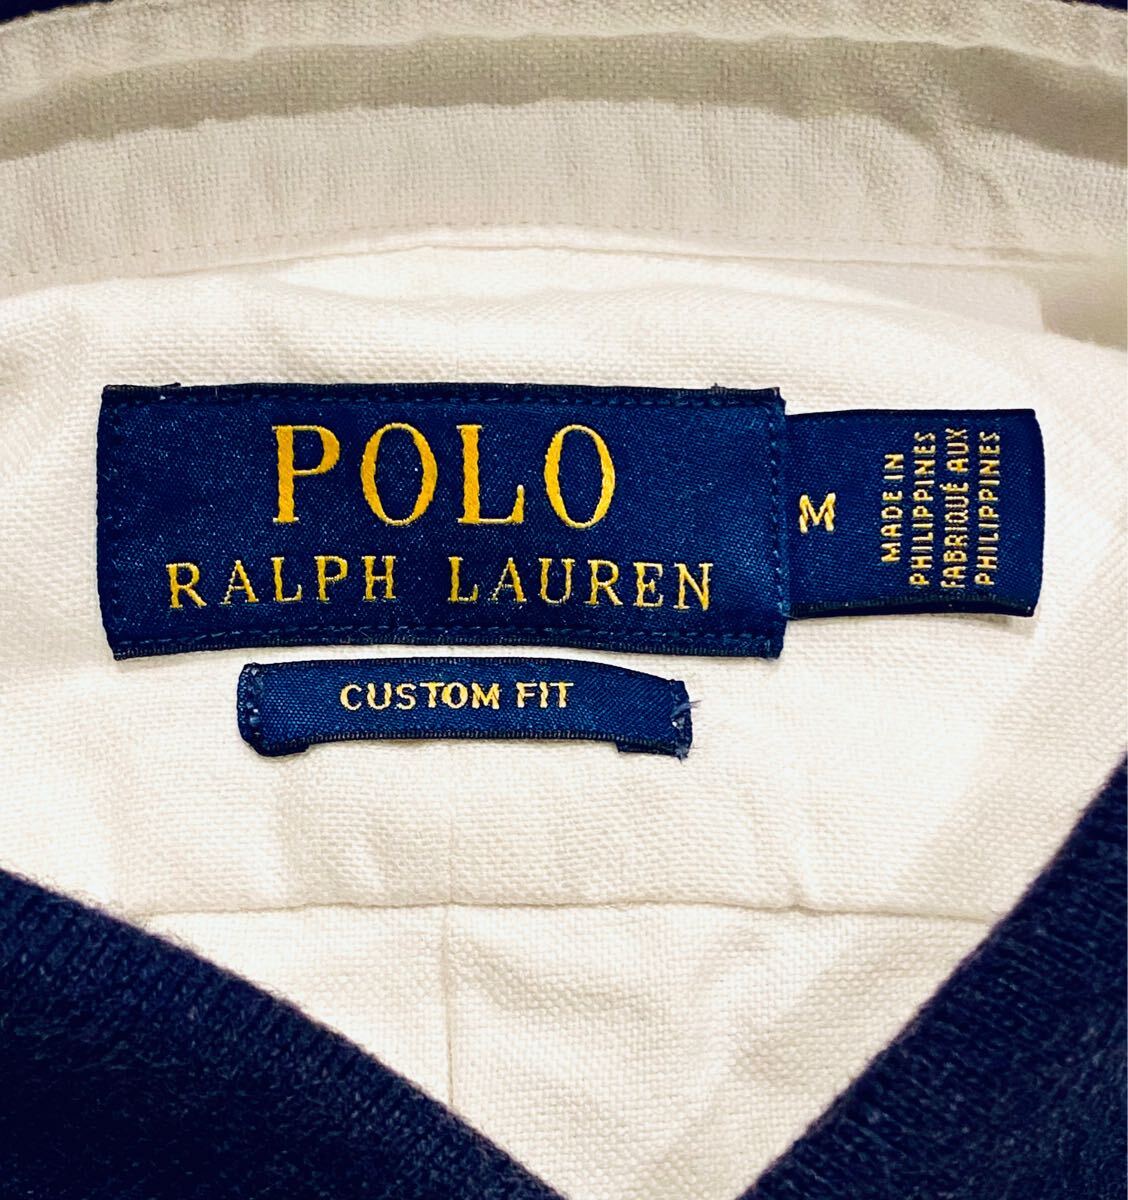 POLO
RALPH LAUREN
M
MADE IN
PHILIPPINES
FABRIQUÉ AUX
PHILIPPINES
CUSTOM FIT